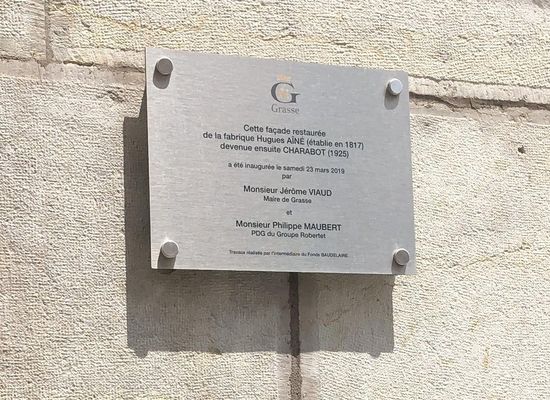 G
Grasse
Cette façade restaurée
de la fabrique Hugues AÎNÉ (établie en 1817)
devenue ensuite CHARABOT (1925)
a été inaugurée le samedi 23 mars 2019
par
Monsieur Jérôme VIAUD
Maire de Grasse
et
Monsieur Philippe MAUBERT
PDG du Groupe Robertet
Travaux réalisés par l'intermédiaire du Fonds BAUDELAIRE